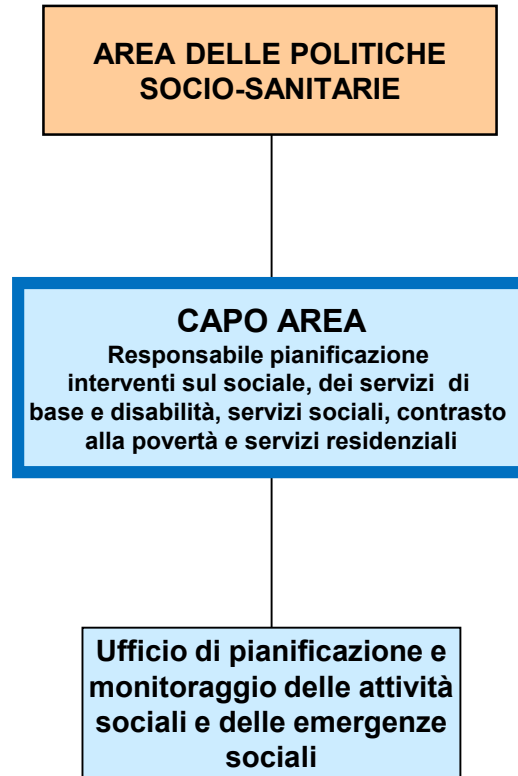 AREA DELLE POLITICHE
SOCIO-SANITARIE
CAPO AREA
Responsabile pianificazione
interventi sul sociale, dei servizi di
base e disabilità, servizi sociali, contrasto
alla povertà e servizi residenziali
Ufficio di pianificazione e
monitoraggio delle attività
sociali e delle emergenze
sociali